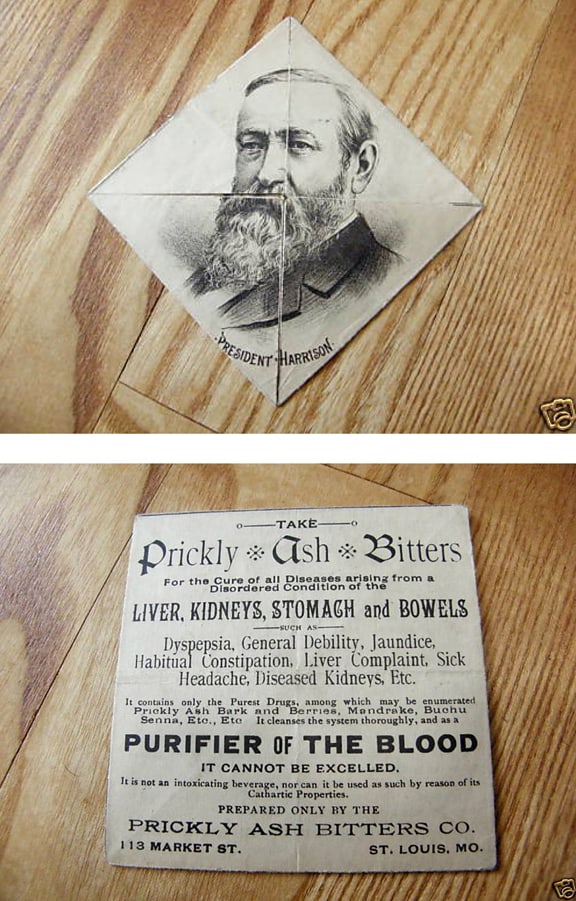 PRESIDENT · HARRISON
TAKE
Prickly Ash Bitters
For the Cure of all Diseases arising from a
Disordered Condition of the
LIVER, KIDNEYS, STOMACH and BOWELS
SUCH AS
Dyspepsia, General Debility, Jaundice,
Habitual Constipation, Liver Complaint, Sick
Headache, Diseased Kidneys, Etc.
It contains only the Purest Drugs, among which may be enumerated
Prickly Ash Bark and Berries, Mandrake, Buchu
Senna, Etc., Etc It cleanses the system thoroughly, and as a
PURIFIER OF THE BLOOD
IT CANNOT BE EXCELLED.
It is not an intoxicating beverage, nor can it be used as such by reason of its
Cathartic Properties.
PREPARED ONLY BY THE
PRICKLY ASH BITTERS CO.
113 MARKET ST. ST. LOUIS, MO.